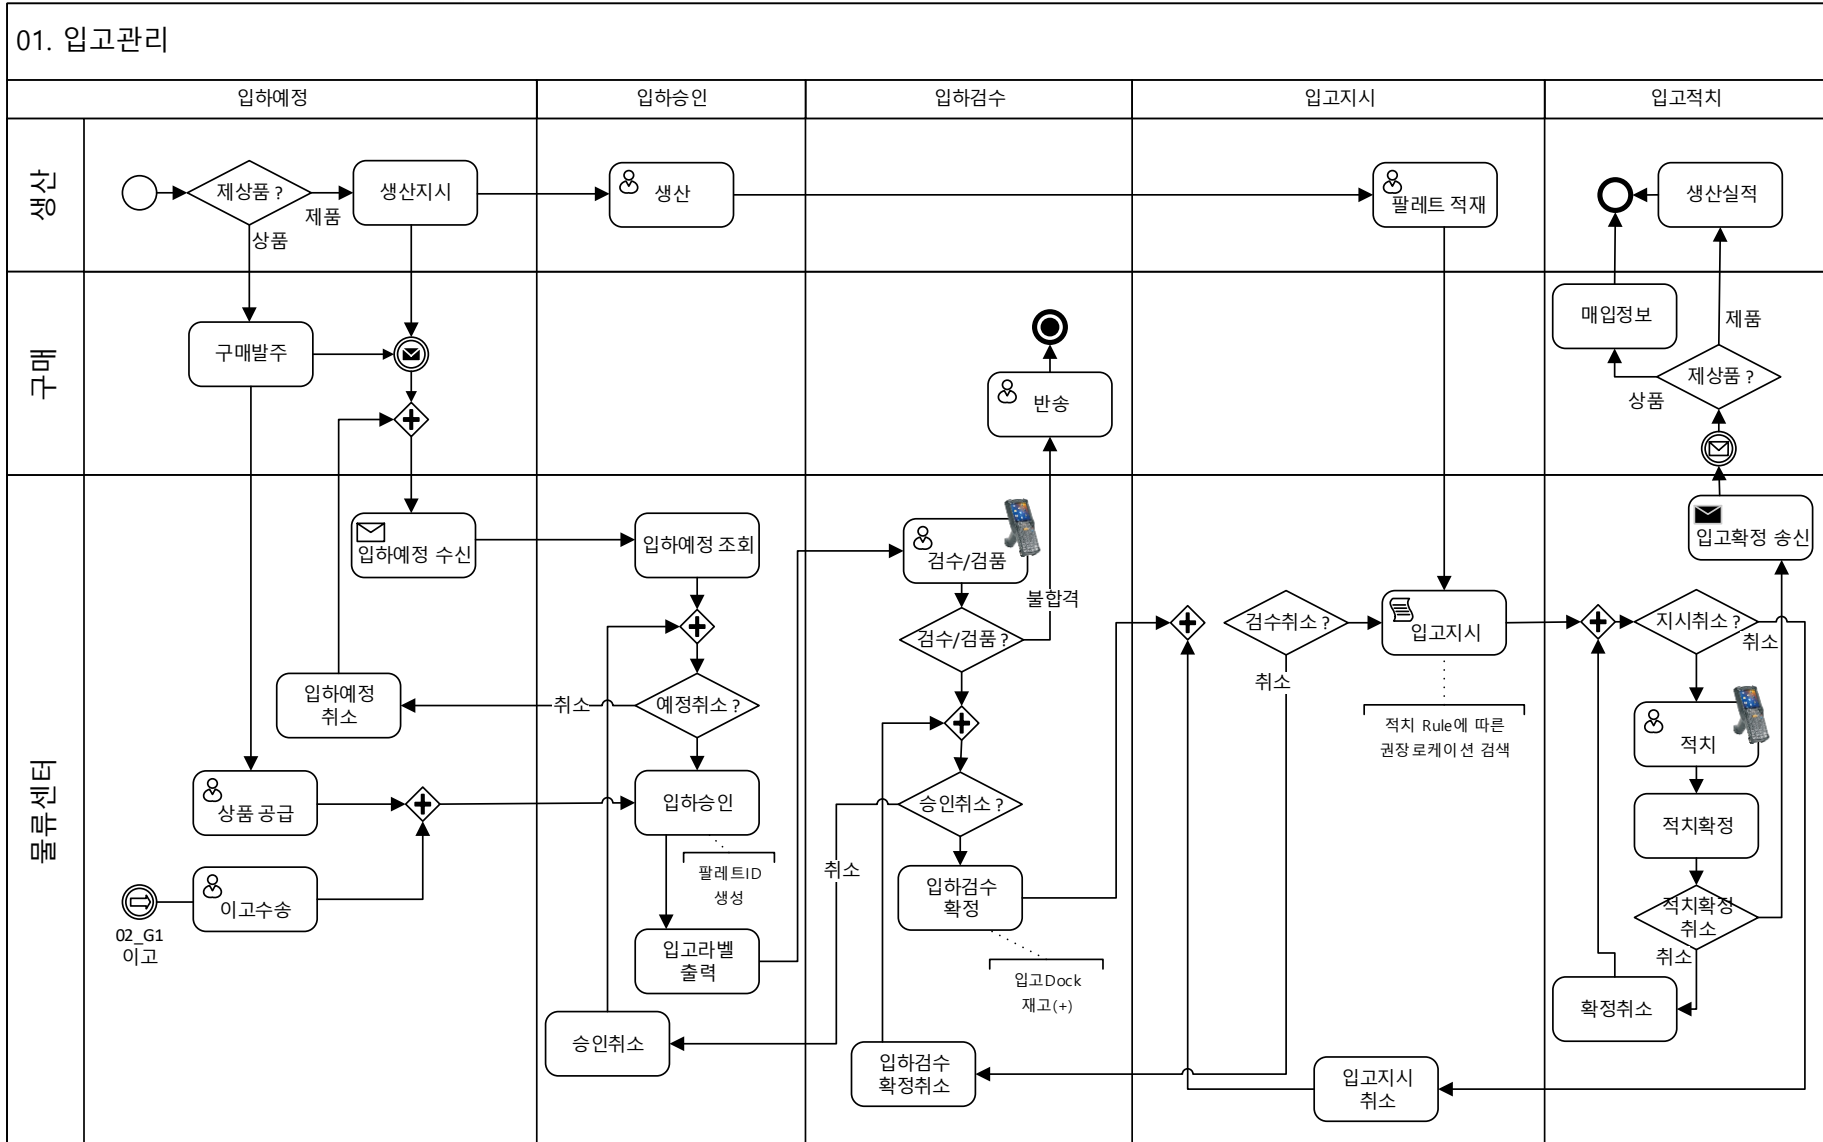 01. 입고관리
입하예정
입하승인
입하검수
입고지시
입고적치
생산
제상품 ?
제품
상품
생산지시
생산
팔레트 적재
생산실적
구매
구매발주
반송
매입정보
제품
제상품 ?
상품
물류센터
입하예정 수신
입하예정 조회
검수/검품
불합격
입고확정 송신
검수/검품 ?
검수취소 ?
취소
입고지시
지시취소 ?
취소
입하예정
취소
취소
예정취소 ?
적치 Rule에 따른
권장로케이션 검색
적치
상품 공급
입하승인
승인취소 ?
취소
적치확정
팔레트ID
생성
이고수송
02_G1
이고
입하검수
확정
적치확정
취소
취소
입고라벨
출력
입고Dock
재고(+)
확정취소
승인취소
입하검수
확정취소
입고지시
취소